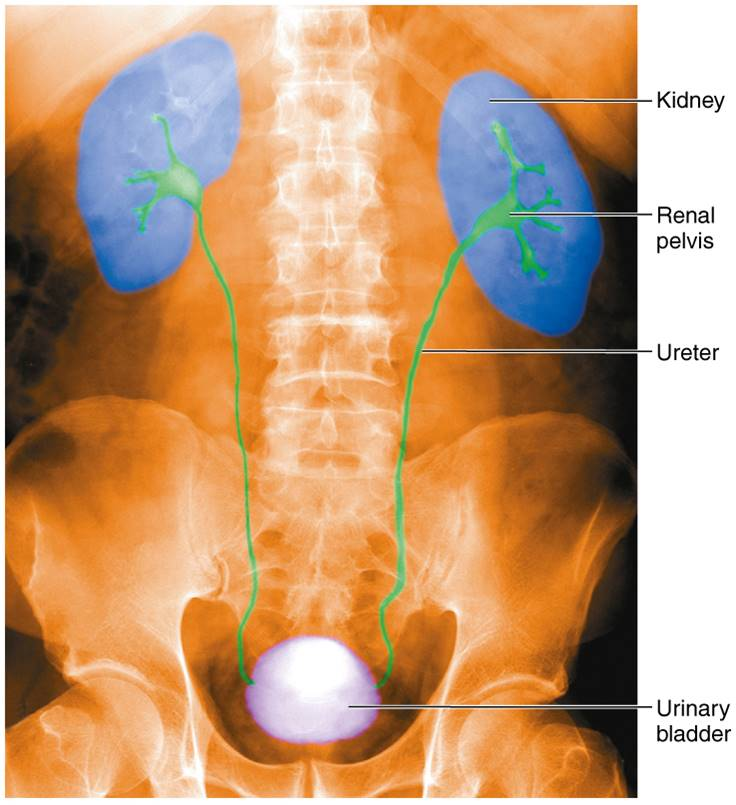 Kidney
Renal
pelvis
Ureter
Urinary
bladder